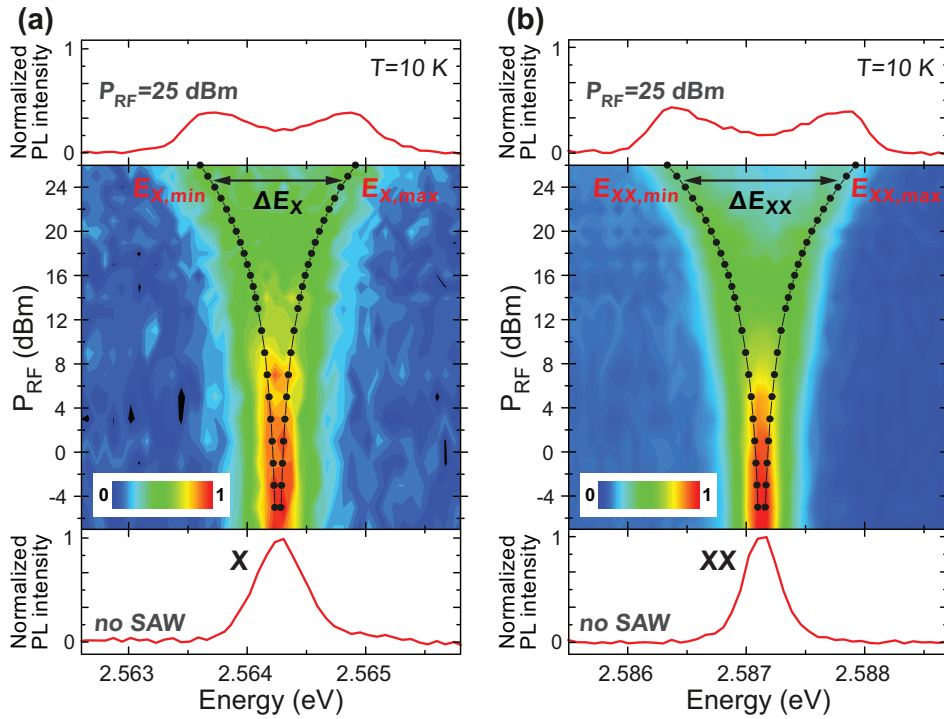 (a)
Normalized
PL intensity
1
0
T=10 K
P_RF=25 dBm
P_RF (dBm)
24
20
16
12
8
4
0
-4
E_X,min
E_X,max
ΔE_X
0
1
Normalized
PL intensity
1
0
X
no SAW
2.563
2.564
2.565
Energy (eV)
(b)
Normalized
PL intensity
1
0
T=10 K
P_RF=25 dBm
P_RF (dBm)
24
20
16
12
8
4
0
-4
E_XX,min
E_XX,max
ΔE_XX
0
1
Normalized
PL intensity
1
0
XX
no SAW
2.586
2.587
2.588
Energy (eV)